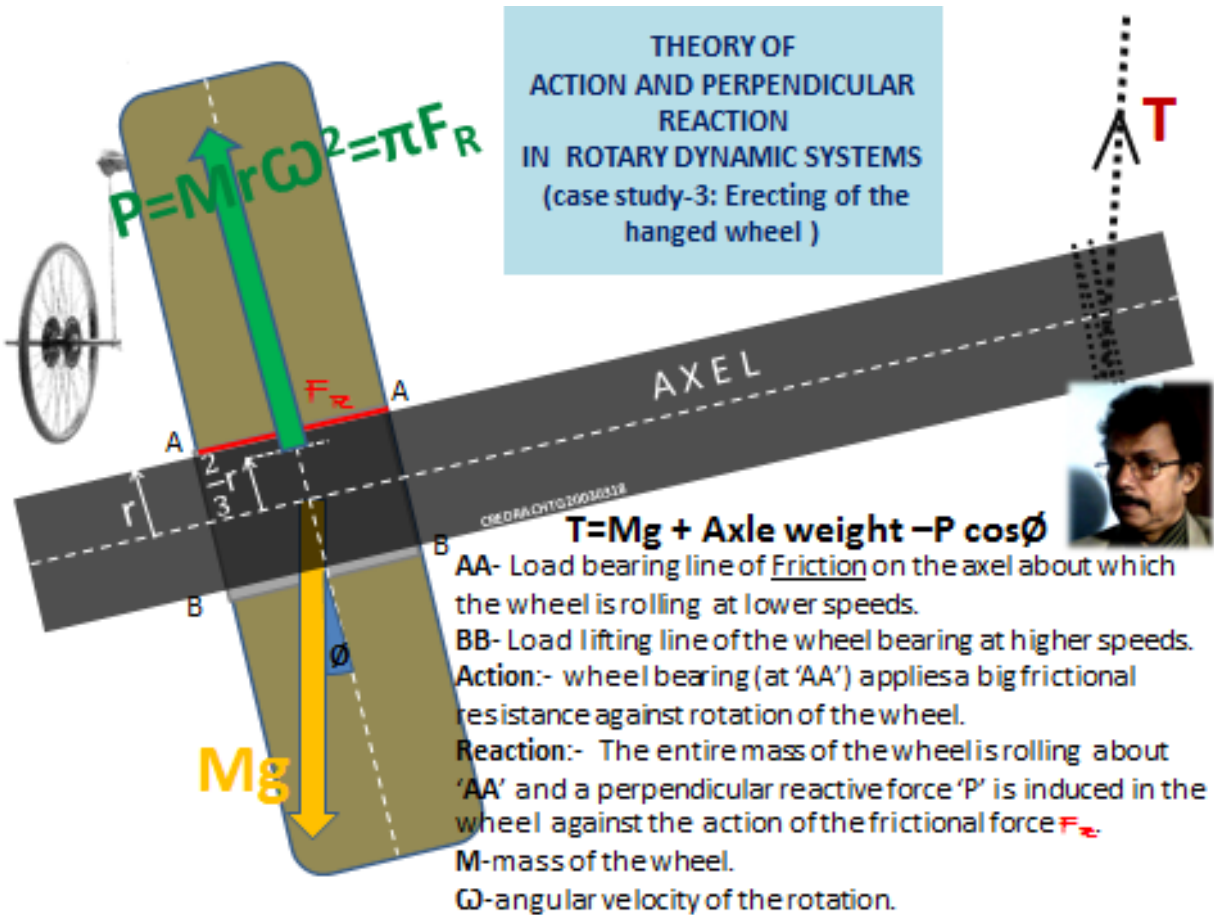 THEORY OF
ACTION AND PERPENDICULAR
REACTION
IN ROTARY DYNAMIC SYSTEMS
(case study-3: Erecting of the
hanged wheel )
T
P=Mrω²=πF_R
F_R
A
A
AXEL
r
2/3 r
B
B
Ø
Mg
T=Mg + Axle weight –P cosØ
AA- Load bearing line of Friction on the axel about which
the wheel is rolling at lower speeds.
BB- Load lifting line of the wheel bearing at higher speeds.
Action:- wheel bearing (at ‘AA’) applies a big frictional
resistance against rotation of the wheel.
Reaction:- The entire mass of the wheel is rolling about
‘AA’ and a perpendicular reactive force ‘P’ is induced in the
wheel against the action of the frictional force F_R.
M-mass of the wheel.
ω-angular velocity of the rotation.